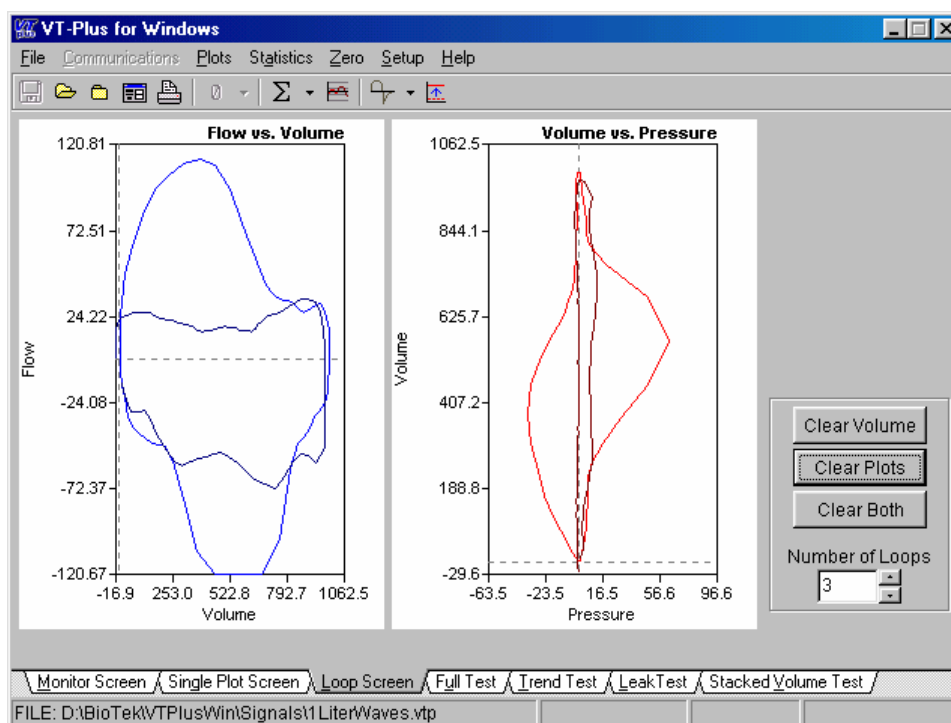 VT-Plus for Windows
File Communications Plots Statistics Zero Setup Help
Flow vs. Volume
120.81
72.51
24.22
-24.08
-72.37
-120.67
Flow
-16.9 253.0 522.8 792.7 1062.5
Volume
Volume vs. Pressure
1062.5
844.1
625.7
407.2
188.8
-29.6
Volume
-63.5 -23.5 16.5 56.6 96.6
Pressure
Clear Volume
Clear Plots
Clear Both
Number of Loops
3
Monitor Screen Single Plot Screen Loop Screen Full Test Trend Test LeakTest Stacked Volume Test
FILE: D:\BioTek\VTPlusWin\Signals\1LiterWaves.vtp